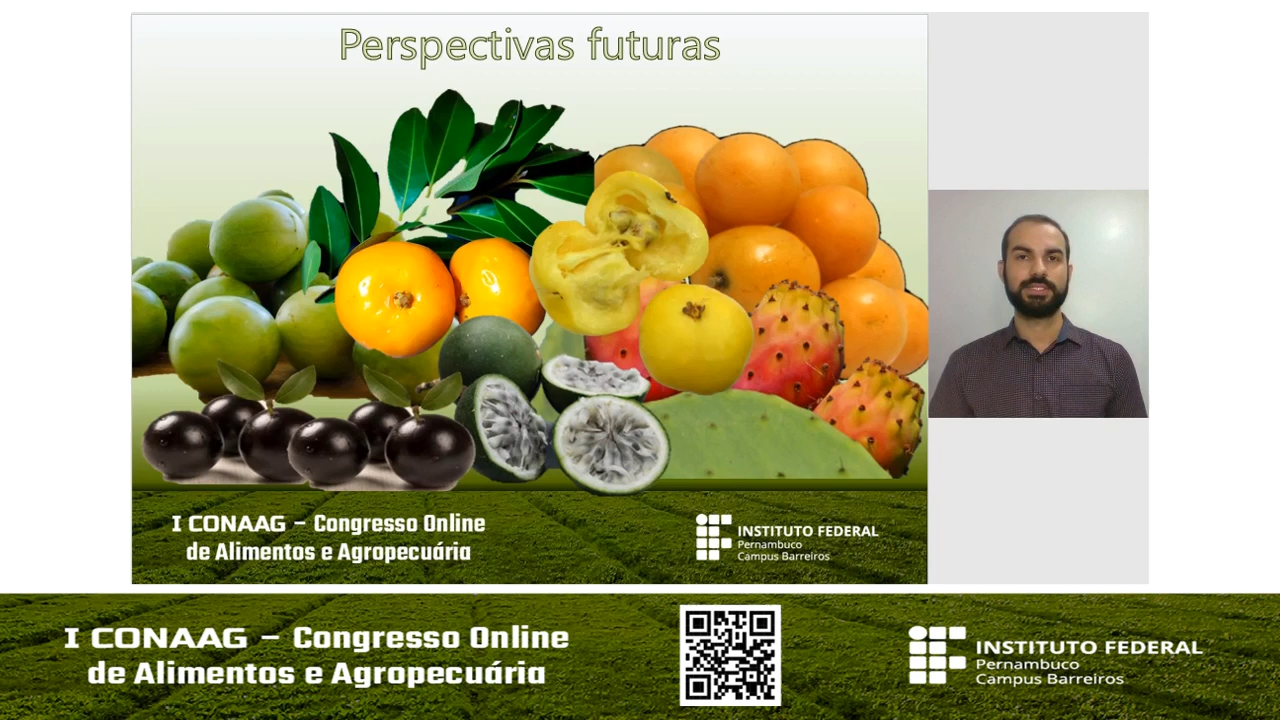 Perspectivas futuras
I CONAAG – Congresso Online
de Alimentos e Agropecuária
INSTITUTO FEDERAL
Pernambuco
Campus Barreiros
I CONAAG – Congresso Online
de Alimentos e Agropecuária
INSTITUTO FEDERAL
Pernambuco
Campus Barreiros